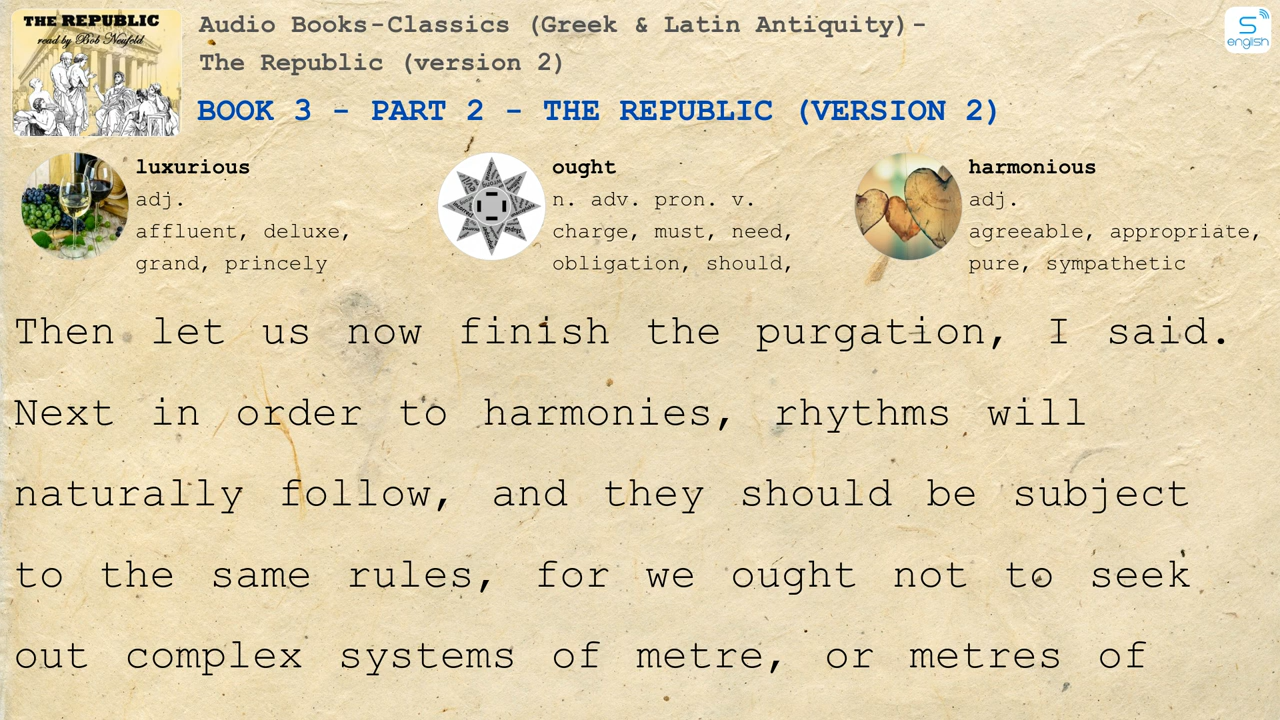 THE REPUBLIC
read by Bob Neufeld
Audio Books-Classics (Greek & Latin Antiquity)-
The Republic (version 2)
S
english
BOOK 3 - PART 2 - THE REPUBLIC (VERSION 2)
luxurious
adj.
affluent, deluxe,
grand, princely
ought
n. adv. pron. v.
charge, must, need,
obligation, should,
harmonious
adj.
agreeable, appropriate,
pure, sympathetic
Then let us now finish the purgation, I said.
Next in order to harmonies, rhythms will
naturally follow, and they should be subject
to the same rules, for we ought not to seek
out complex systems of metre, or metres of